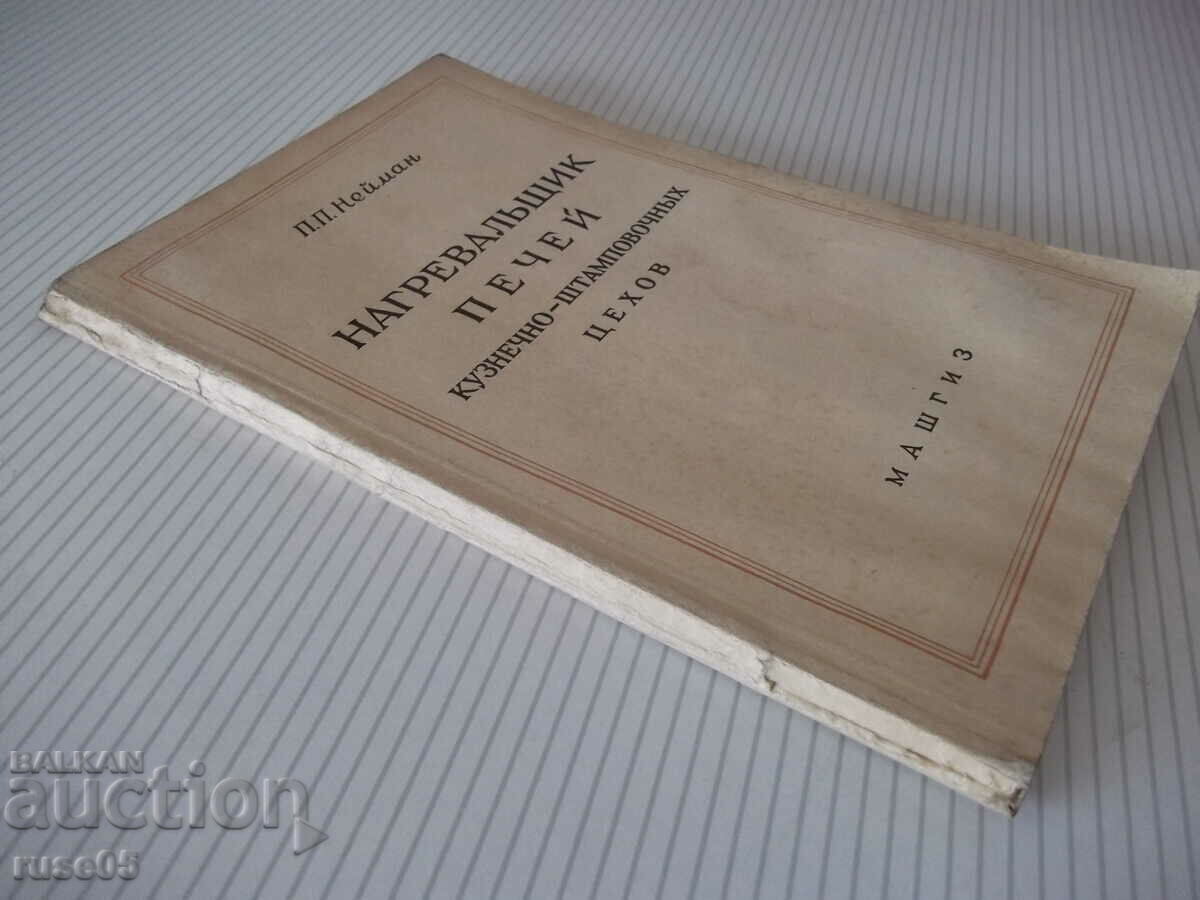 П.П.Нейман
НАГРЕВАЛЬЩИК
ПЕЧЕЙ
КУЗНЕЧНО-ШТАМПОВОЧНЫХ
ЦЕХОВ
МАШГИЗ
BALKAN
auction
ruse05